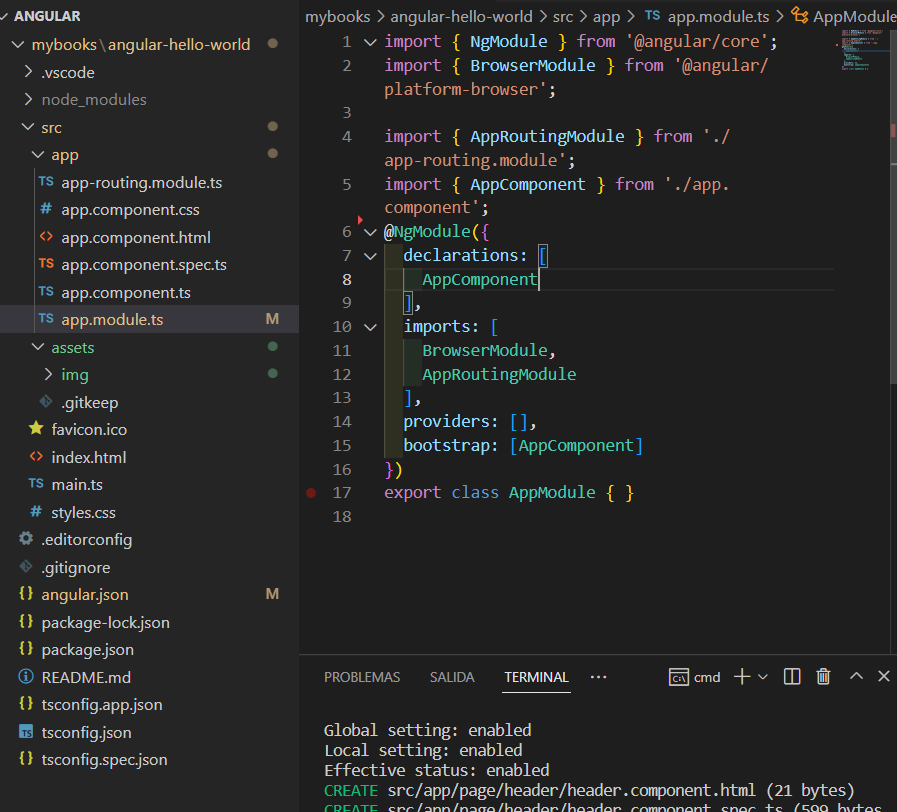 ANGULAR
mybooks\angular-hello-world
.vscode
node_modules
src
app
TS app-routing.module.ts
# app.component.css
<> app.component.html
TS app.component.spec.ts
TS app.component.ts
TS app.module.ts M
assets
img
.gitkeep
favicon.ico
<> index.html
TS main.ts
# styles.css
.editorconfig
.gitignore
{} angular.json M
{} package-lock.json
{} package.json
README.md
{} tsconfig.app.json
TS tsconfig.json
{} tsconfig.spec.json
mybooks > angular-hello-world > src > app > TS app.module.ts > AppModule
1 import { NgModule } from '@angular/core';
2 import { BrowserModule } from '@angular/
platform-browser';
3
4 import { AppRoutingModule } from './
app-routing.module';
5 import { AppComponent } from './app.
component';
6 @NgModule({
7 declarations: [
8 AppComponent
9 ],
10 imports: [
11 BrowserModule,
12 AppRoutingModule
13 ],
14 providers: [],
15 bootstrap: [AppComponent]
16 })
17 export class AppModule { }
18
PROBLEMAS SALIDA TERMINAL ··· cmd
Global setting: enabled
Local setting: enabled
Effective status: enabled
CREATE src/app/page/header/header.component.html (21 bytes)
CREATE src/app/page/header/header.component.spec.ts (599 bytes